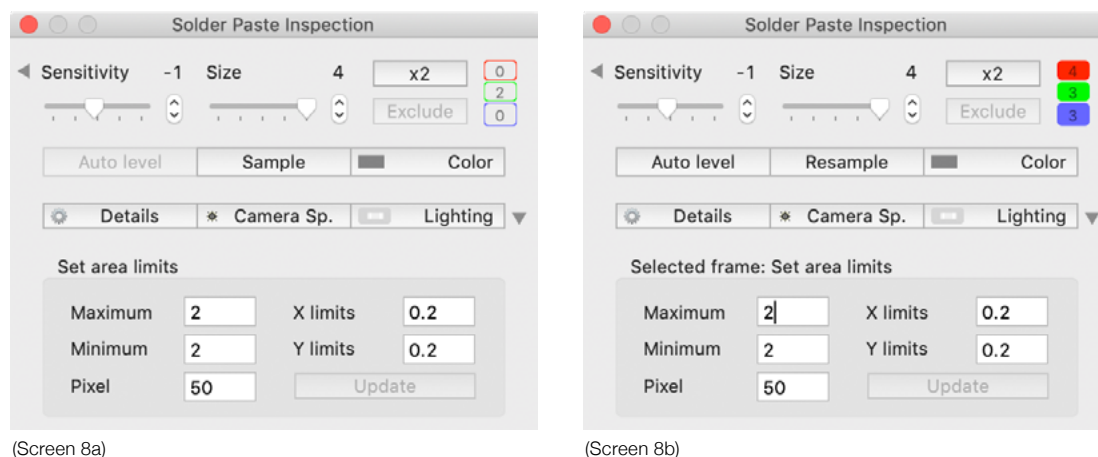 Solder Paste Inspection
Sensitivity -1 Size 4 x2 0
2
Exclude 0
Auto level Sample Color
Details Camera Sp. Lighting
Set area limits
Maximum 2 X limits 0.2
Minimum 2 Y limits 0.2
Pixel 50 Update
(Screen 8a)
Solder Paste Inspection
Sensitivity -1 Size 4 x2 4
3
Exclude 3
Auto level Resample Color
Details Camera Sp. Lighting
Selected frame: Set area limits
Maximum 2 X limits 0.2
Minimum 2 Y limits 0.2
Pixel 50 Update
(Screen 8b)